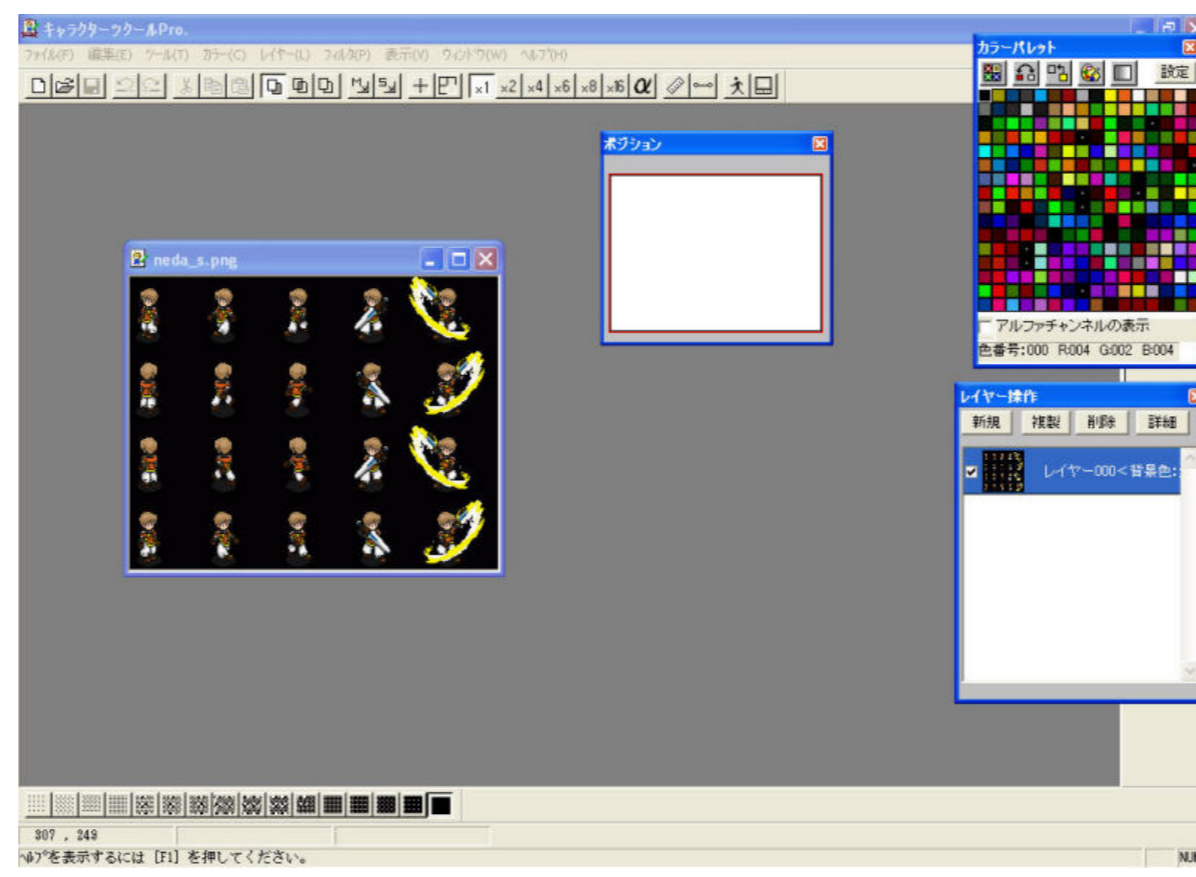 キャラクターツクールPro.
ファイル(F) 編集(E) ツール(T) カラー(C) レイヤー(L) フィルタ(P) 表示(V) ウィンドウ(W) ヘルプ(H)
x1 x2 x4 x6 x8 x16 α
カラーパレット
設定
アルファチャンネルの表示
色番号:000 R:004 G:002 B:004
ポジション
neda_s.png
レイヤー操作
新規 複製 削除 詳細
レイヤー000<背景色:
307 , 249
ヘルプを表示するには [F1] を押してください。
NUM